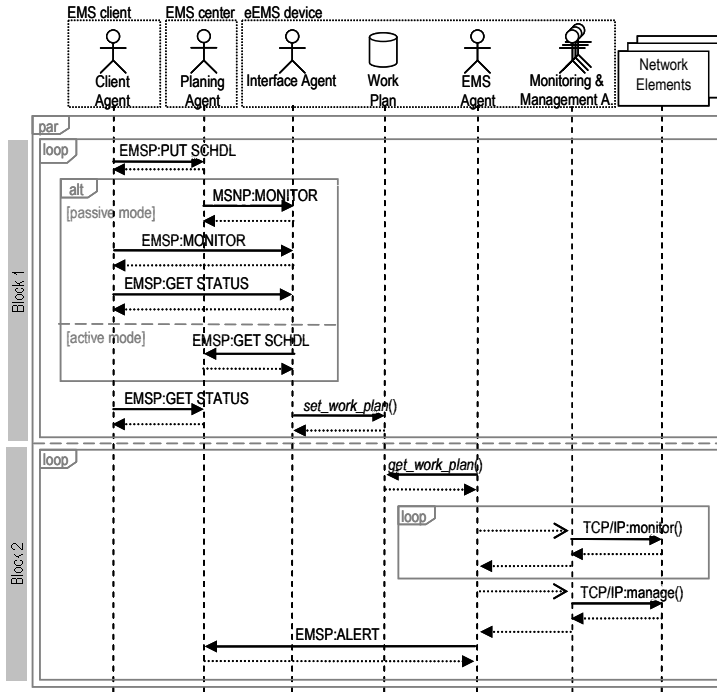 EMS client
EMS center
eEMS device
Client
Agent
Planing
Agent
Interface Agent
Work
Plan
EMS
Agent
Monitoring &
Management A.
Network
Elements
par
loop
EMSP:PUT SCHDL
alt
MSNP:MONITOR
[passive mode]
EMSP:MONITOR
EMSP:GET STATUS
[active mode]
EMSP:GET SCHDL
EMSP:GET STATUS
set_work_plan()
Block 1
loop
get_work_plan()
loop
TCP/IP:monitor()
TCP/IP:manage()
EMSP:ALERT
Block 2